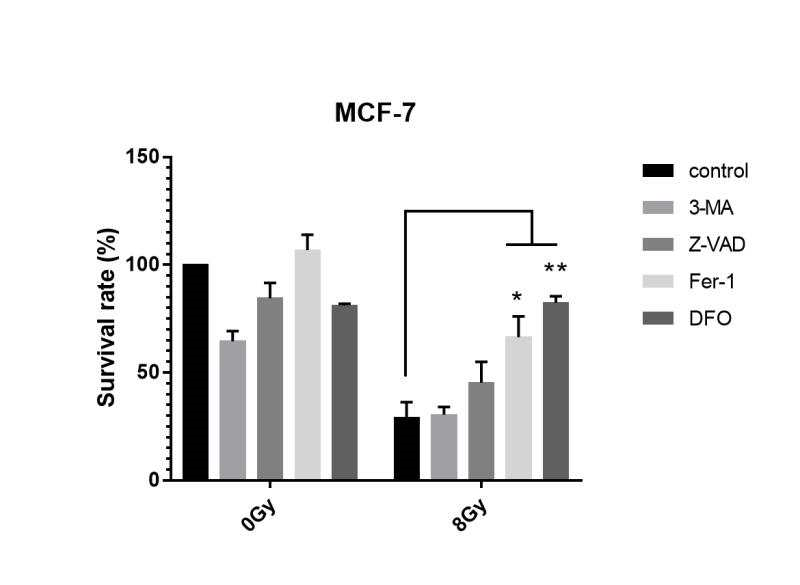 MCF-7
150
100
50
0
Survival rate (%)
*
**
0Gy
8Gy
control
3-MA
Z-VAD
Fer-1
DFO